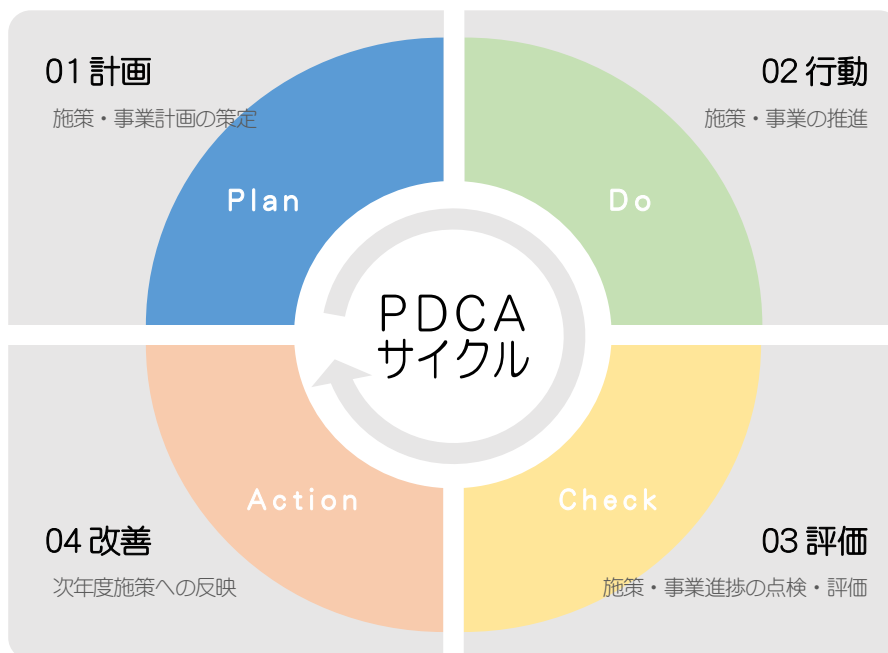 01 計画
施策・事業計画の策定
Plan
02 行動
施策・事業の推進
Do
PDCA
サイクル
Action
04 改善
次年度施策への反映
Check
03 評価
施策・事業進捗の点検・評価